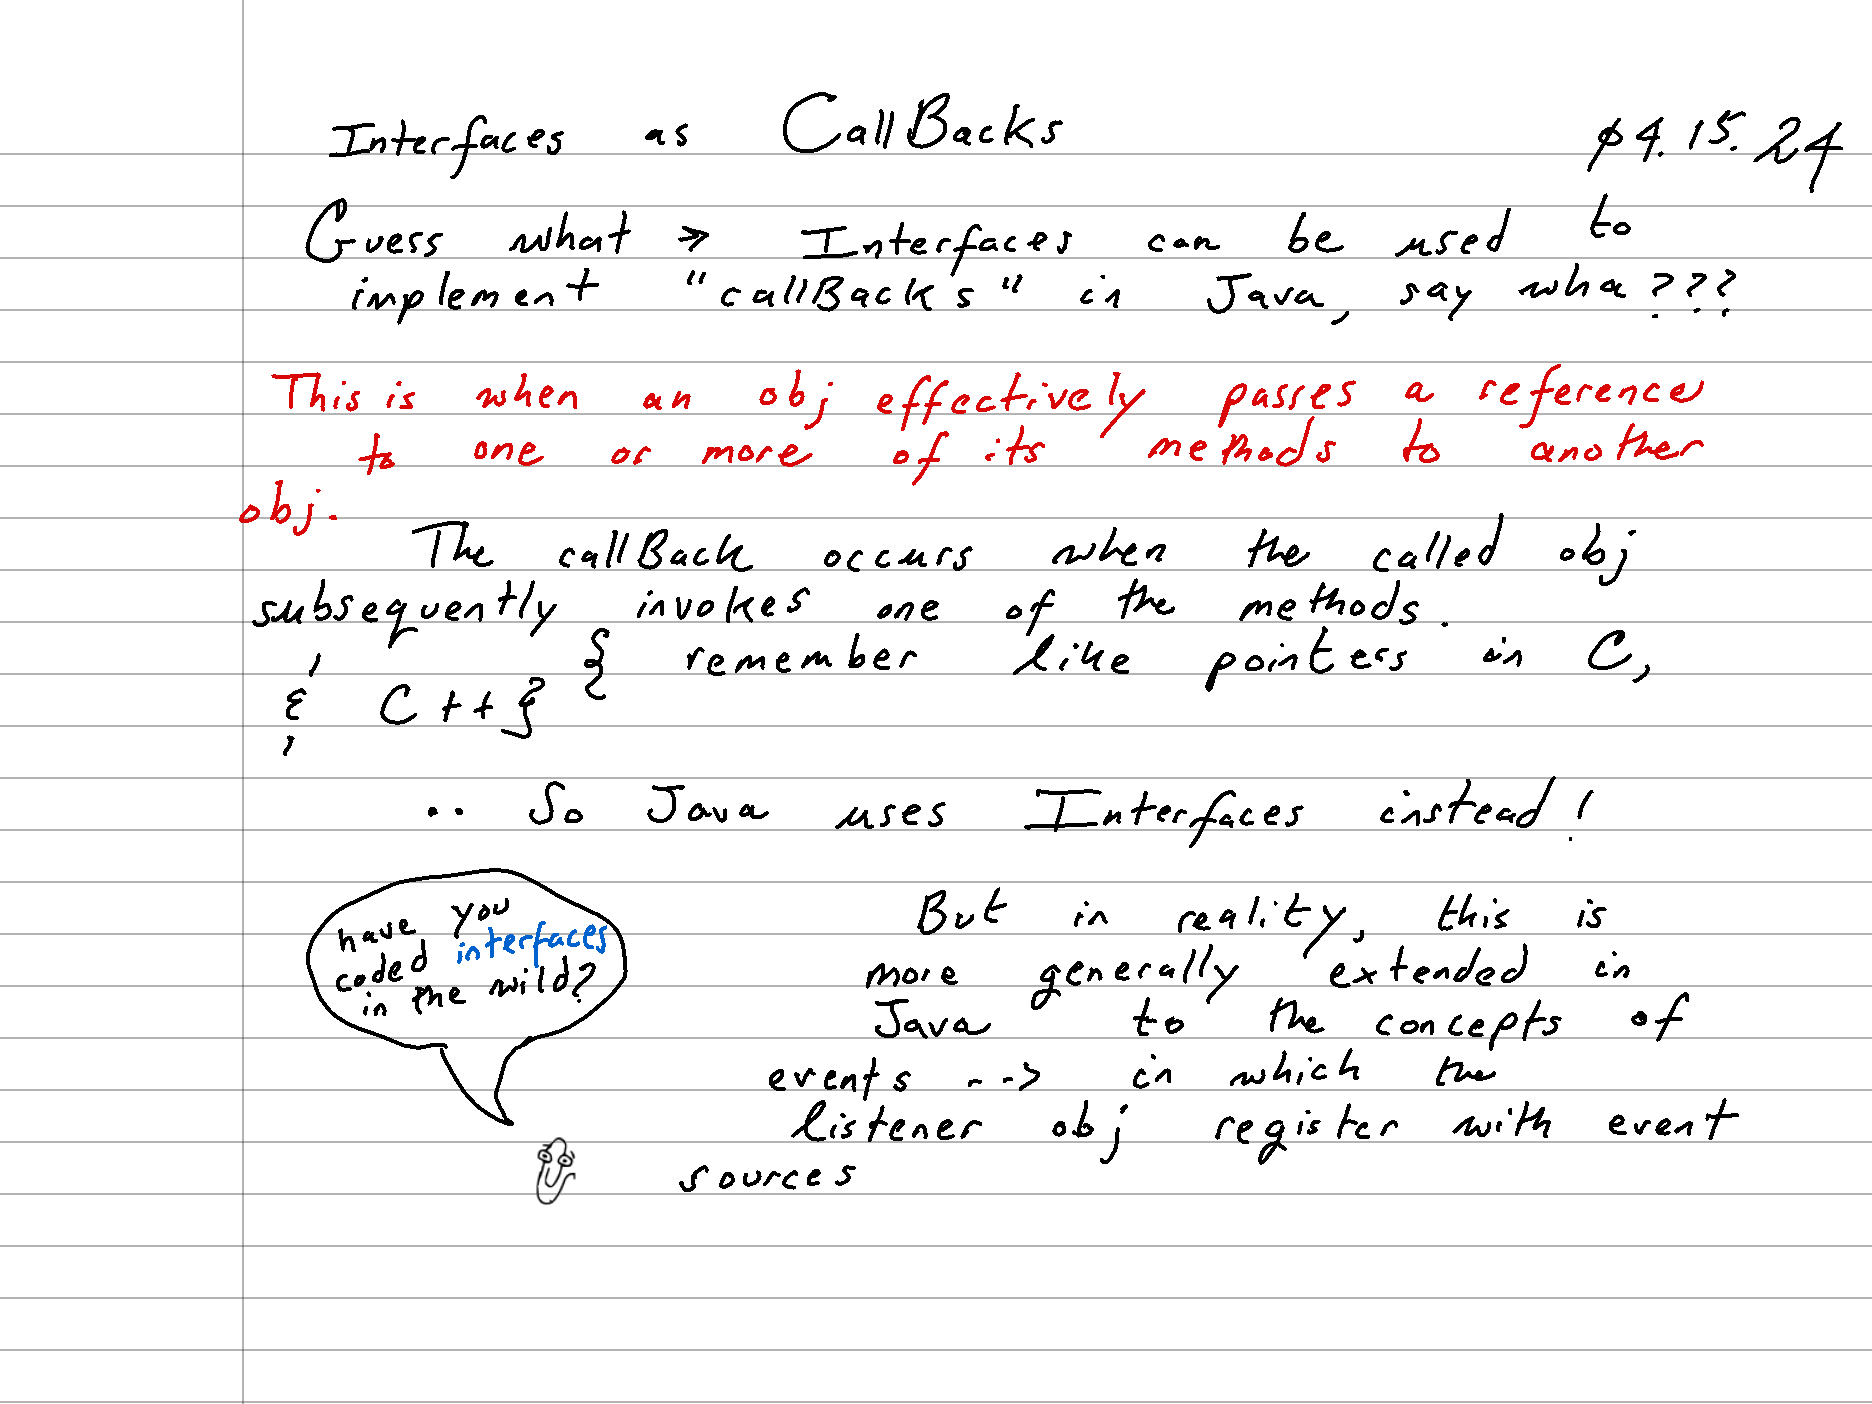 Interfaces as CallBacks 04.15.24
Guess what >> Interfaces can be used to
implement "callBacks" in Java, say wha???
This is when an obj effectively passes a reference
to one or more of its methods to another
obj.
The callBack occurs when the called obj
subsequently invokes one of the methods.
{ remember like pointers in C,
& C++}
.. So Java uses Interfaces instead!
have you
coded interfaces
in the wild?
But in reality, this is
more generally extended in
Java to the concepts of
events --> in which the
listener obj register with event
sources